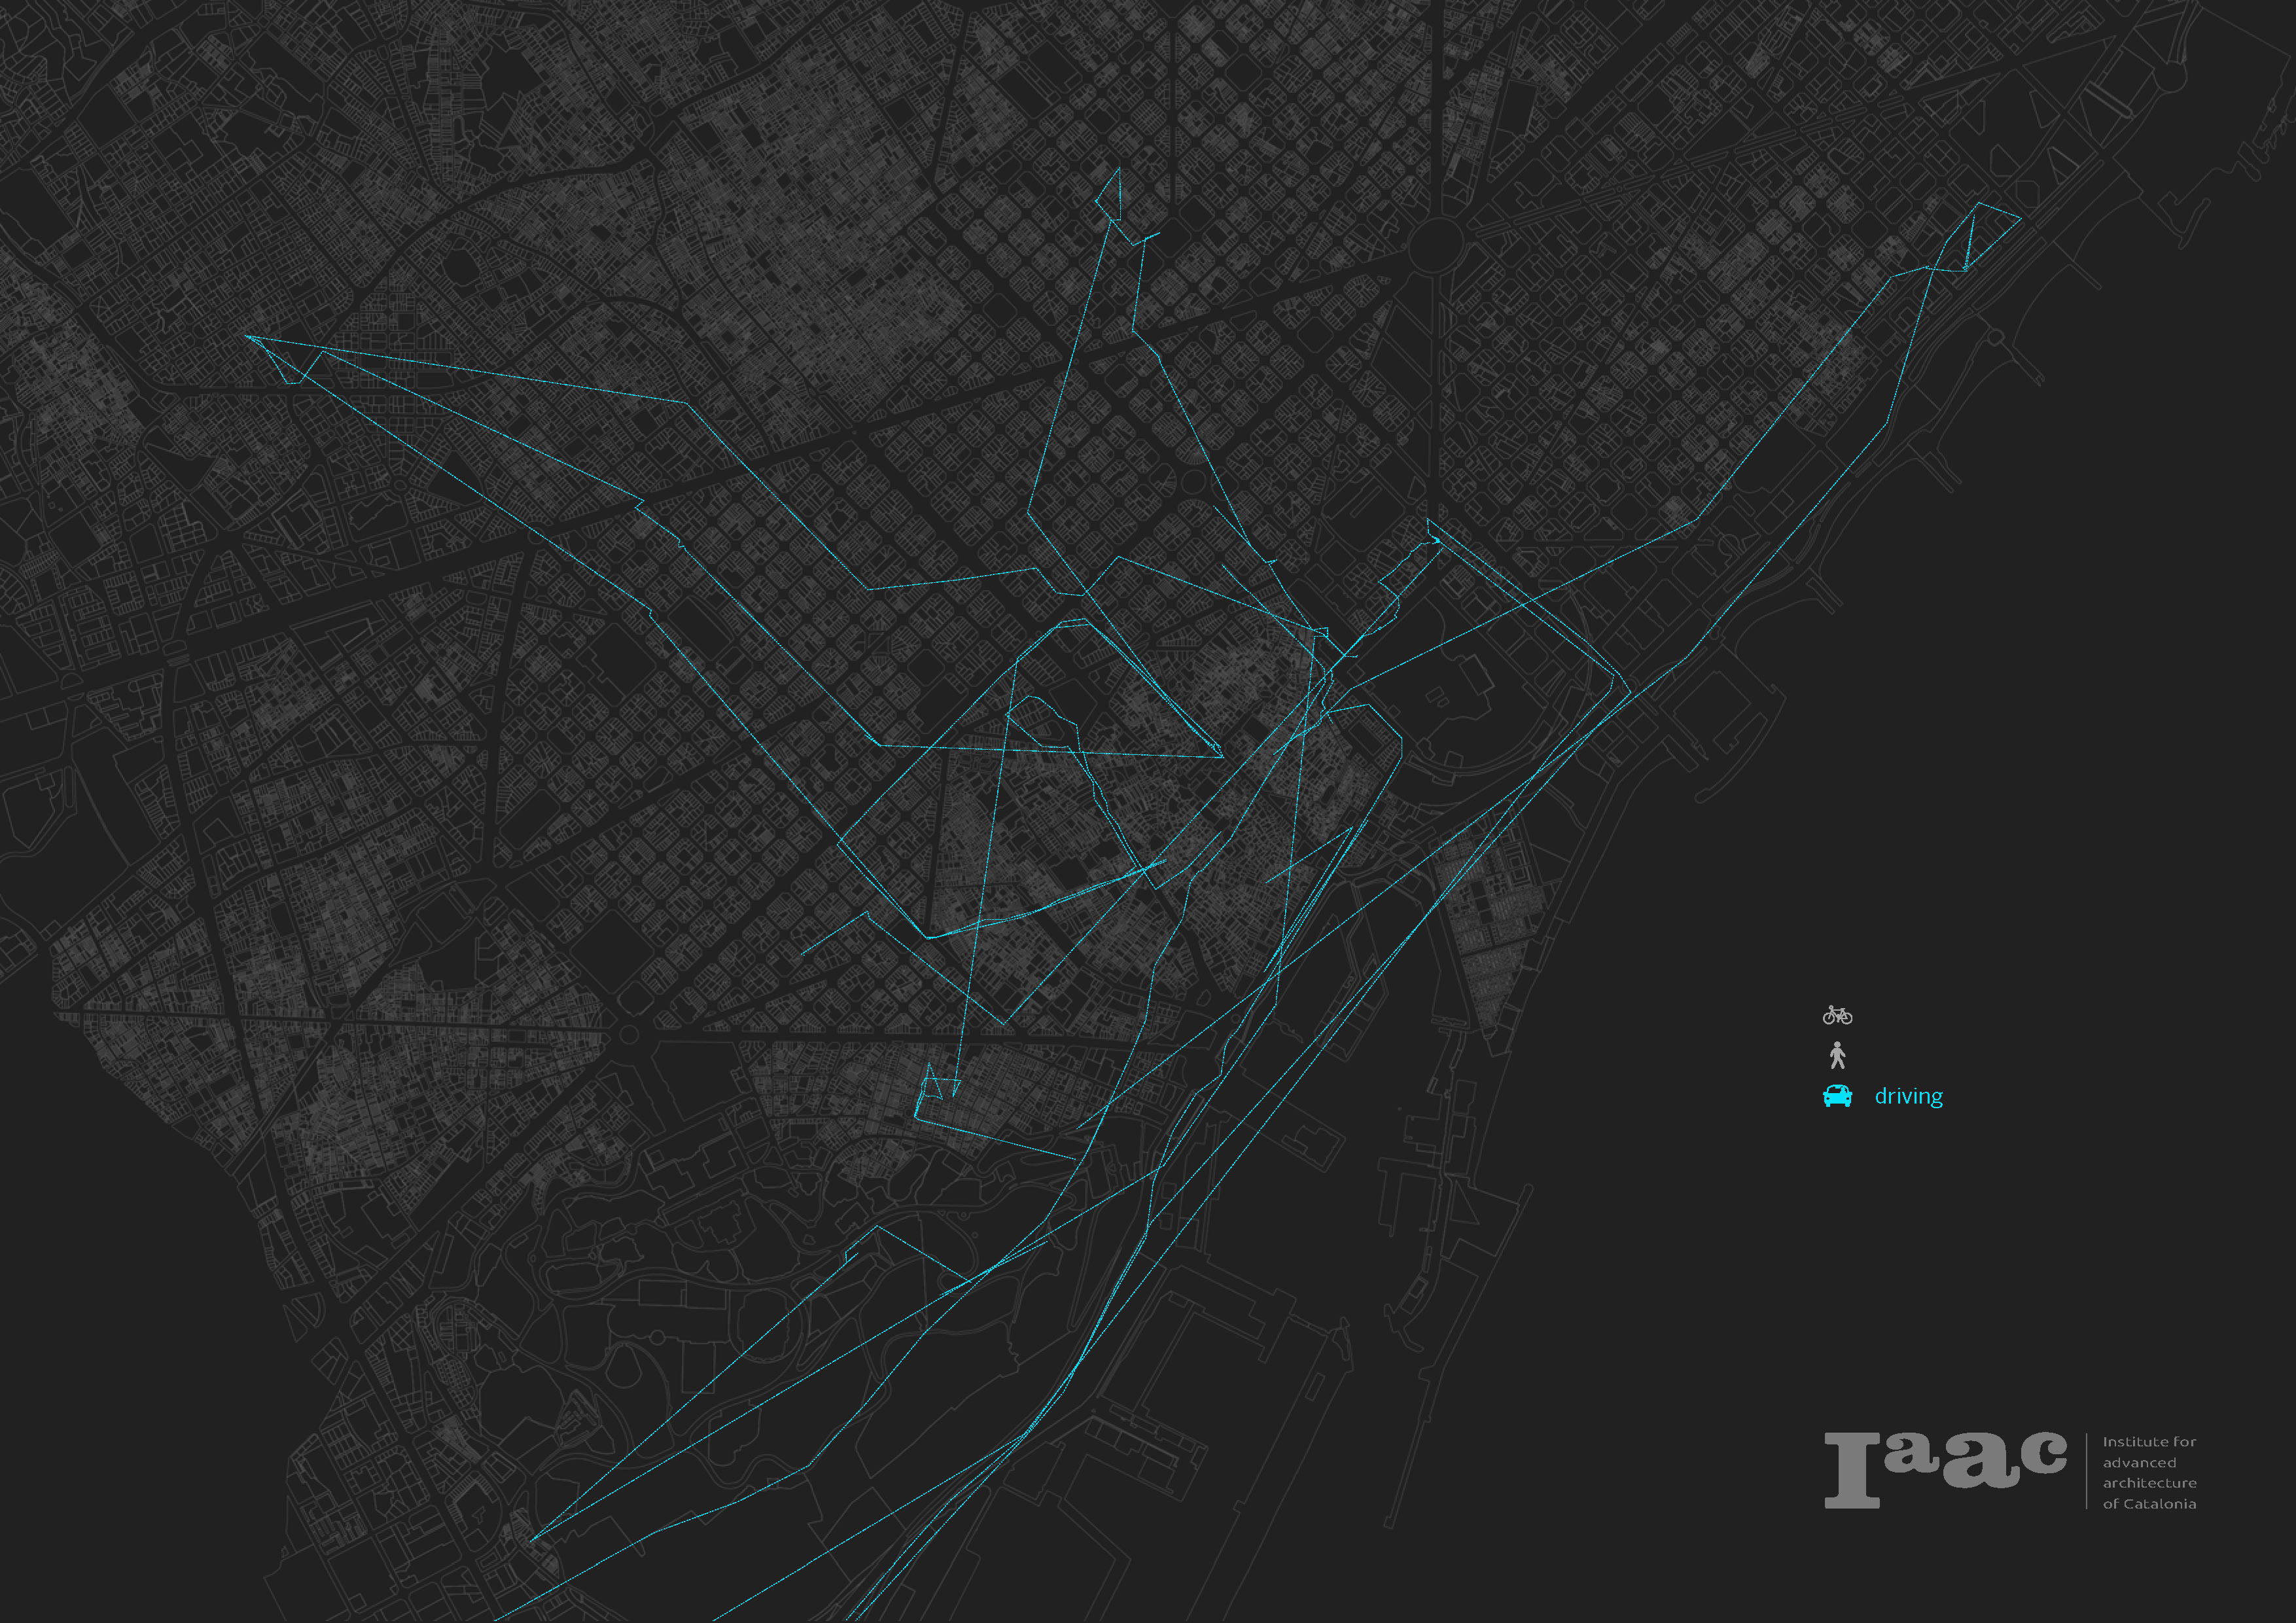 driving
Iaac
Institute for
advanced
architecture
of Catalonia